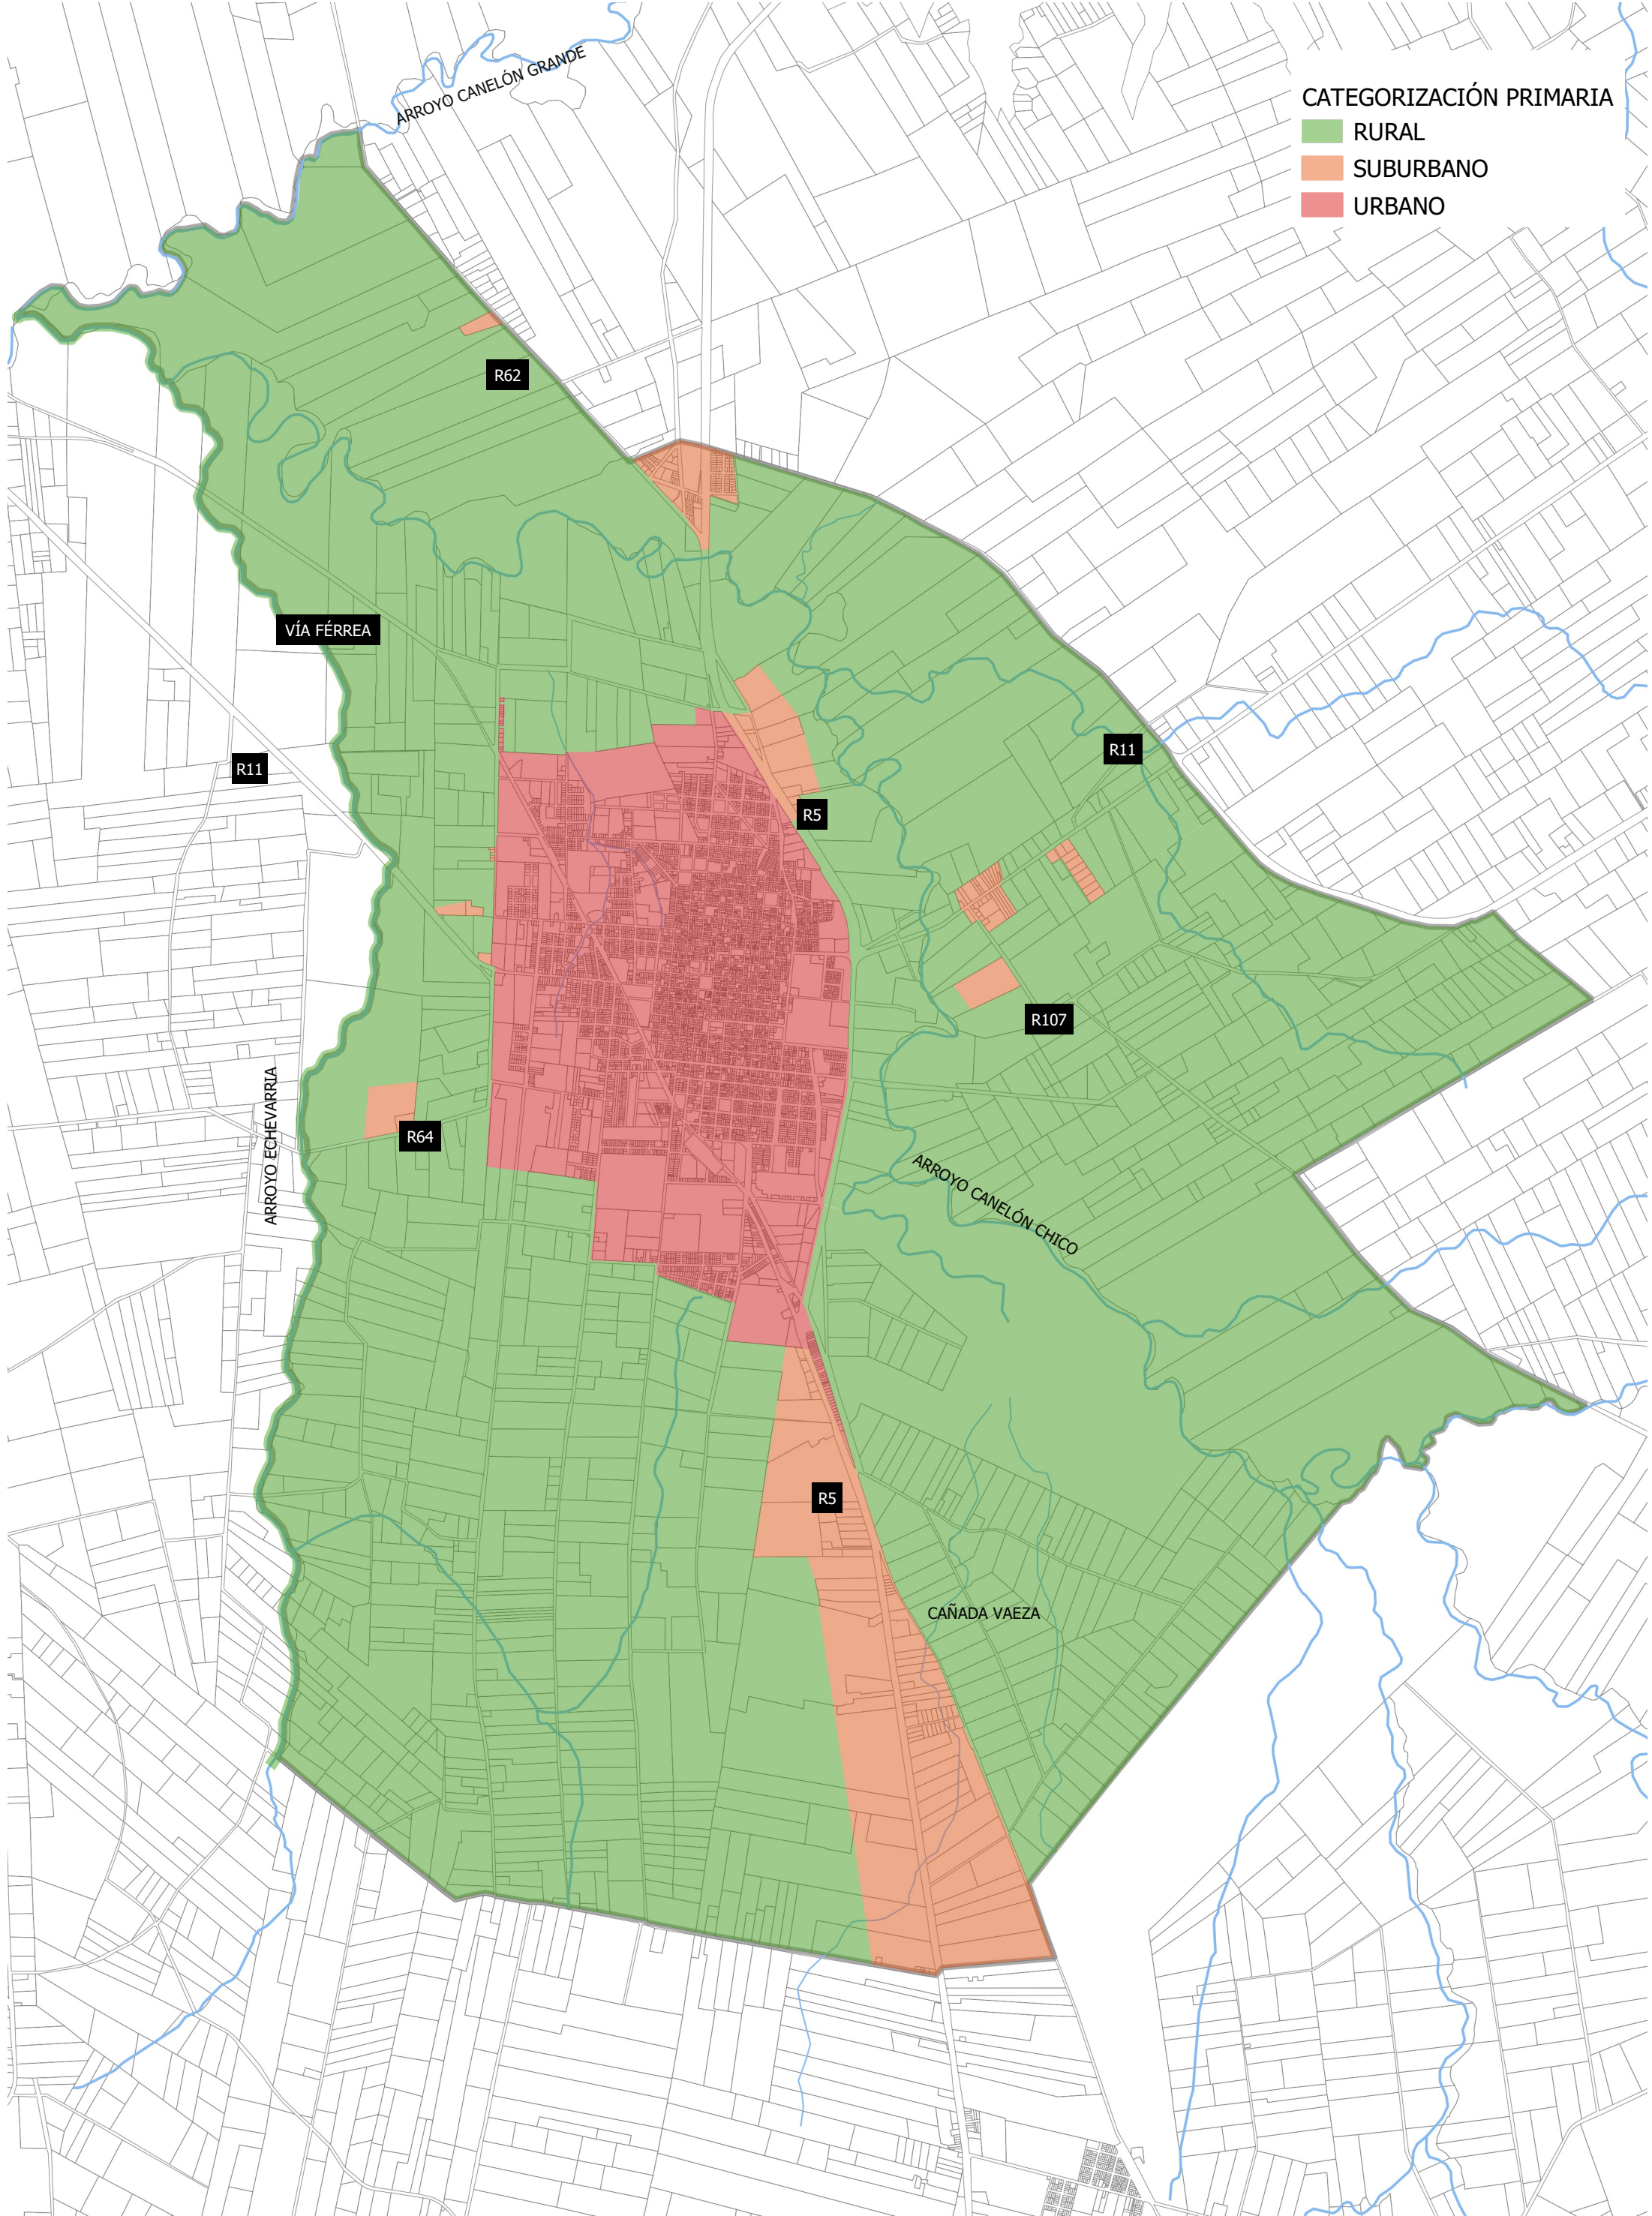 ARROYO CANELÓN GRANDE
CATEGORIZACIÓN PRIMARIA
RURAL
SUBURBANO
URBANO
R62
VÍA FÉRREA
R11
R11
R5
R107
R64
ARROYO ECHEVARRIA
ARROYO CANELÓN CHICO
R5
CAÑADA VAEZA